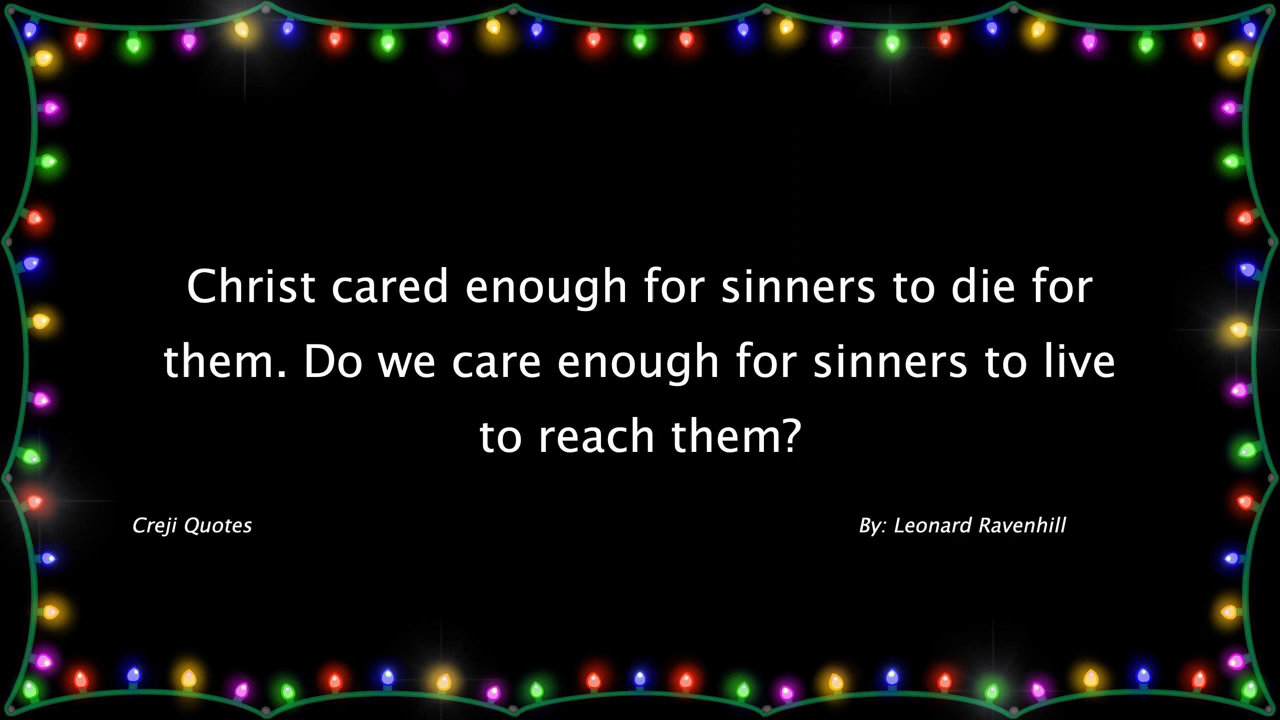 Christ cared enough for sinners to die for
them. Do we care enough for sinners to live
to reach them?
Creji Quotes
By: Leonard Ravenhill